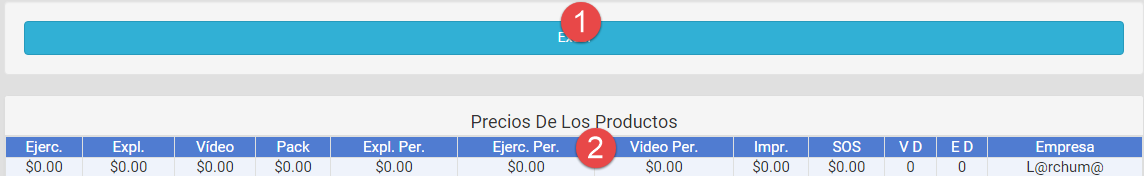 1
Precios De Los Productos
Ejerc. Expl. Vídeo Pack Expl. Per. Ejerc. Per. 2 Video Per. Impr. SOS V D E D Empresa
$0.00 $0.00 $0.00 $0.00 $0.00 $0.00 $0.00 $0.00 $0.00 0 0 L@rchum@